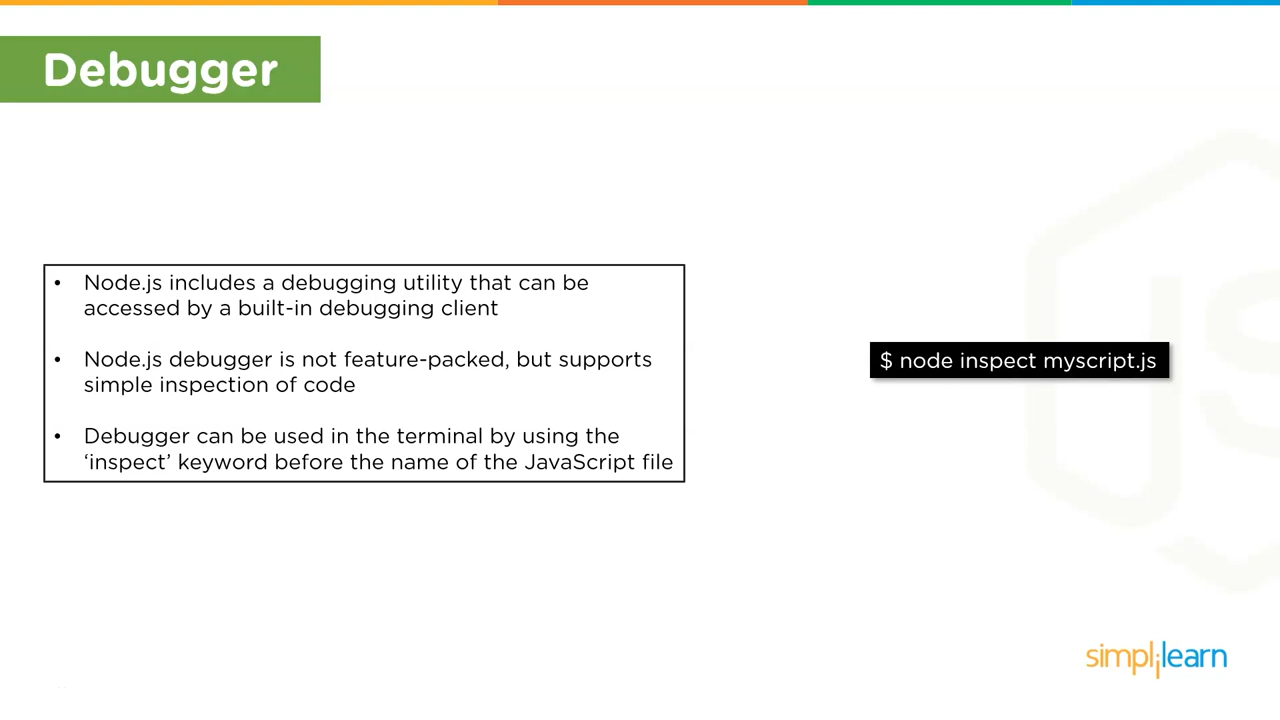 Debugger
• Node.js includes a debugging utility that can be
accessed by a built-in debugging client
• Node.js debugger is not feature-packed, but supports
simple inspection of code
• Debugger can be used in the terminal by using the
‘inspect’ keyword before the name of the JavaScript file
$ node inspect myscript.js
JS
simplilearn